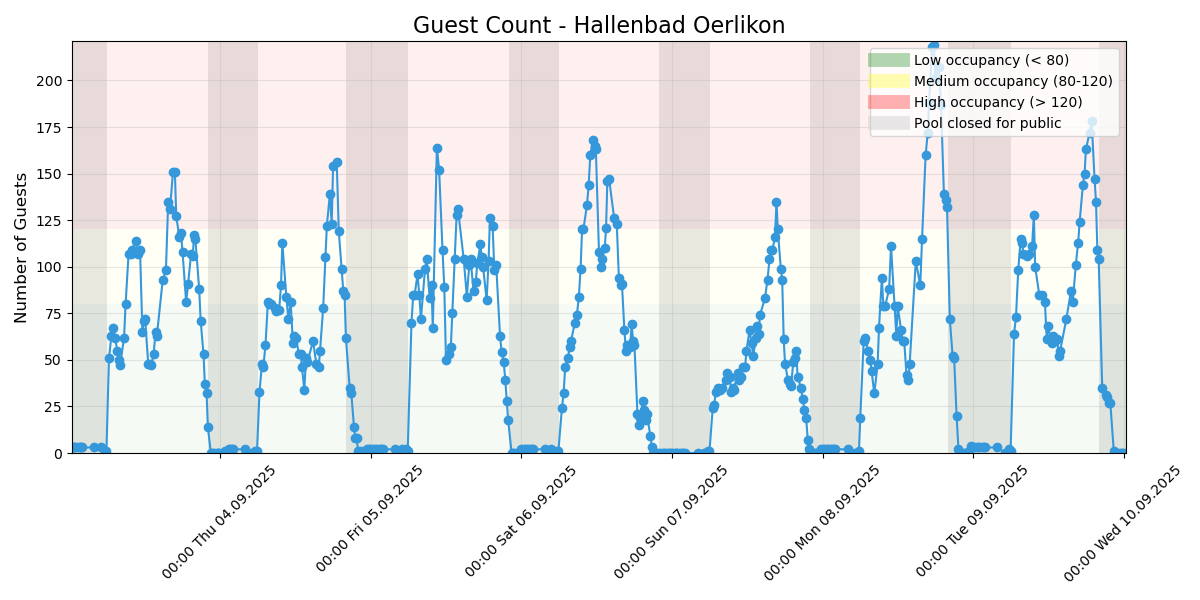 Guest Count - Hallenbad Oerlikon
Number of Guests
200
175
150
125
100
75
50
25
0
Low occupancy (< 80)
Medium occupancy (80-120)
High occupancy (> 120)
Pool closed for public
00:00 Thu 04.09.2025
00:00 Fri 05.09.2025
00:00 Sat 06.09.2025
00:00 Sun 07.09.2025
00:00 Mon 08.09.2025
00:00 Tue 09.09.2025
00:00 Wed 10.09.2025